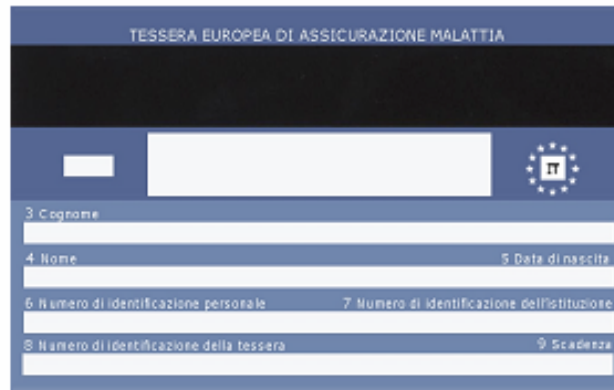 TESSERA EUROPEA DI ASSICURAZIONE MALATTIA
IT
3 Cognome
4 Nome 5 Data di nascita
6 Numero di identificazione personale 7 Numero di identificazione dell'istituzione
8 Numero di identificazione della tessera 9 Scadenza